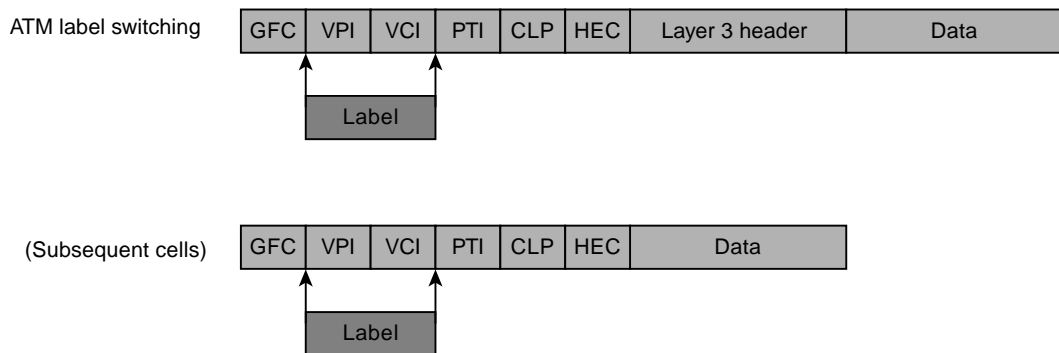 ATM label switching GFC VPI VCI PTI CLP HEC Layer 3 header Data
Label
(Subsequent cells) GFC VPI VCI PTI CLP HEC Data
Label